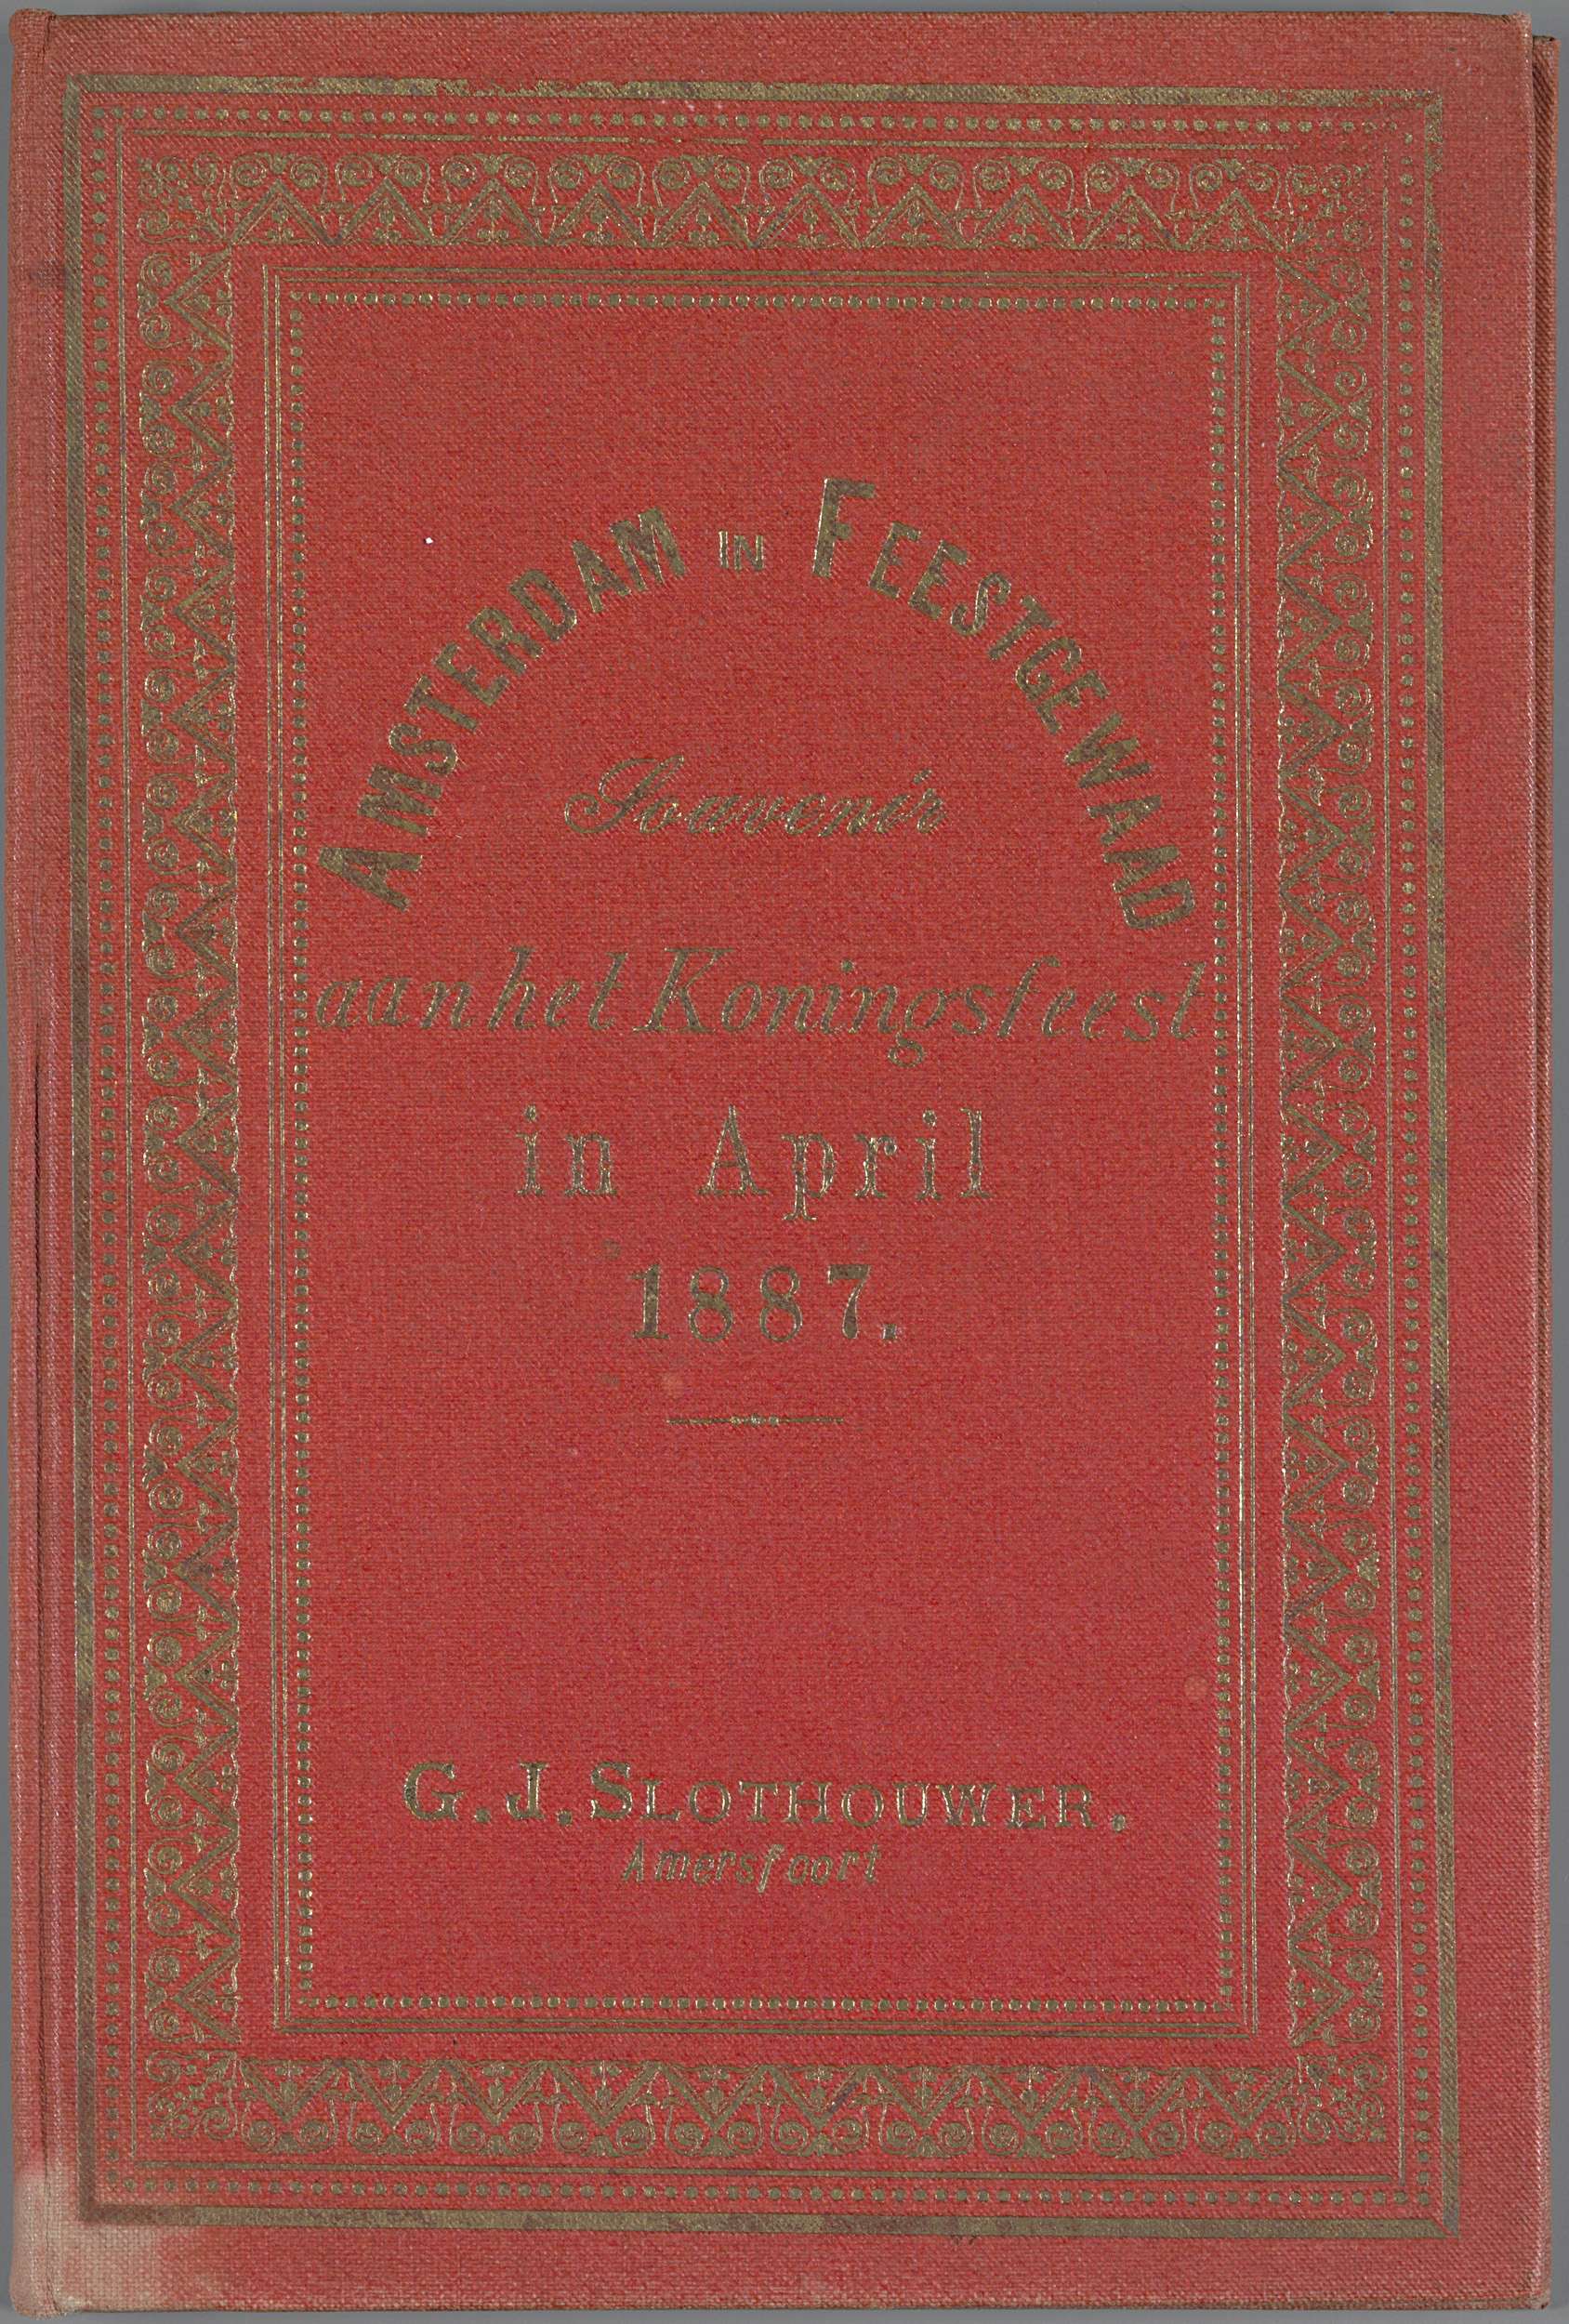 AMSTERDAM IN FEESTGEWAAD
Souvenir
aan het Koningsfeest
in April
1887.
G. J. SLOTHOUWER.
Amersfoort